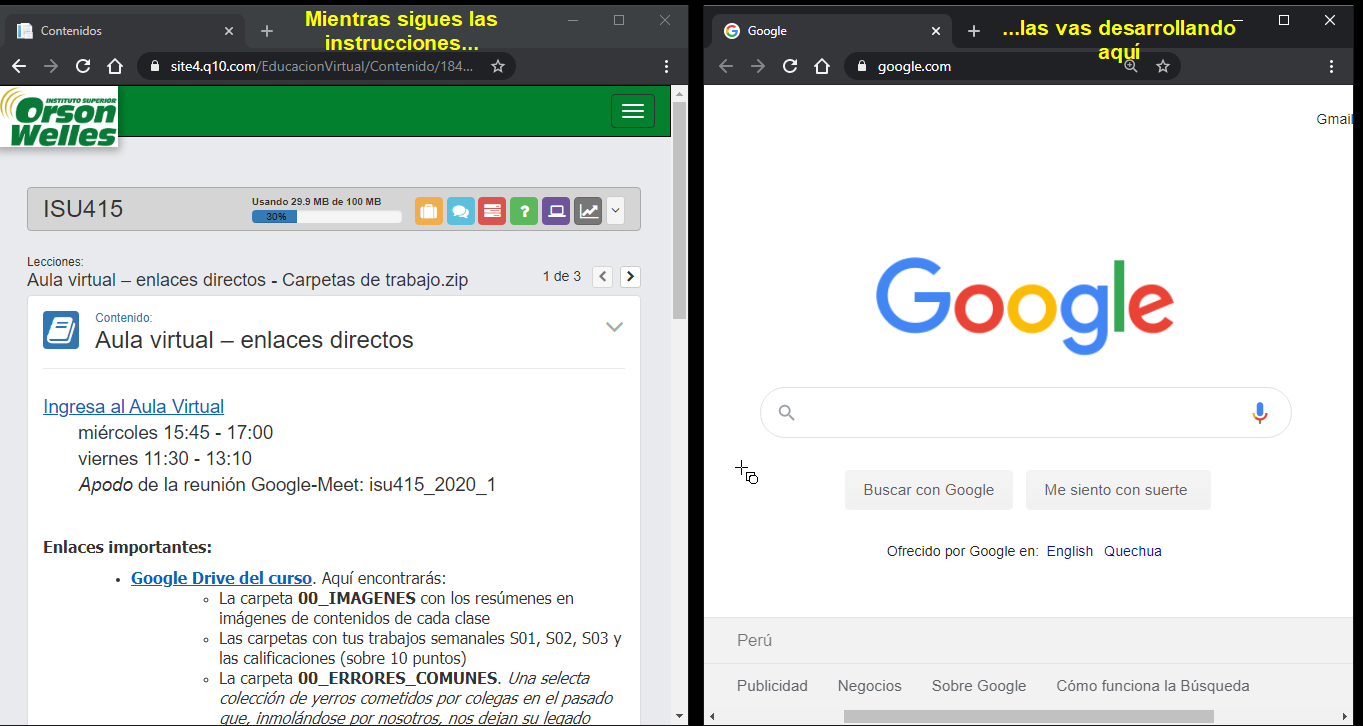 Contenidos
Mientras sigues las
instrucciones...
site4.q10.com/EducacionVirtual/Contenido/184...
INSTITUTO SUPERIOR
Orson
Welles
ISU415
Usando 29.9 MB de 100 MB
30%
?
Lecciones:
Aula virtual – enlaces directos - Carpetas de trabajo.zip
1 de 3
Contenido:
Aula virtual – enlaces directos
Ingresa al Aula Virtual
miércoles 15:45 - 17:00
viernes 11:30 - 13:10
Apodo de la reunión Google-Meet: isu415_2020_1
Enlaces importantes:
Google Drive del curso. Aquí encontrarás:
La carpeta 00_IMAGENES con los resúmenes en
imágenes de contenidos de cada clase
Las carpetas con tus trabajos semanales S01, S02, S03 y
las calificaciones (sobre 10 puntos)
La carpeta 00_ERRORES_COMUNES. Una selecta
colección de yerros cometidos por colegas en el pasado
que, inmolándose por nosotros, nos dejan su legado
Google
...las vas desarrollando
aquí
google.com
Gmail
Google
Buscar con Google
Me siento con suerte
Ofrecido por Google en: English Quechua
Perú
Publicidad
Negocios
Sobre Google
Cómo funciona la Búsqueda